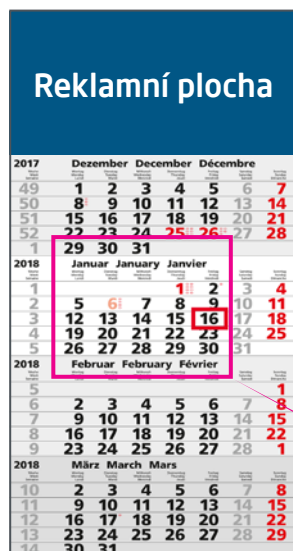 Reklamní plocha
2017 Dezember December Décembre
49 1 2 3 4 5 6 7
50 8 9 10 11 12 13 14
51 15 16 17 18 19 20 21
52 22 23 24 25 26 27 28
1 29 30 31
2018 Januar January Janvier
1 1 2 3 4
2 5 6 7 8 9 10 11
3 12 13 14 15 16 17 18
4 19 20 21 22 23 24 25
5 26 27 28 29 30 31
2018 Februar February Février
5 1
6 2 3 4 5 6 7 8
7 9 10 11 12 13 14 15
8 16 17 18 19 20 21 22
9 23 24 25 26 27 28 1
2018 März March Mars
10 2 3 4 5 6 7 8
11 9 10 11 12 13 14 15
12 16 17 18 19 20 21 22
13 23 24 25 26 27 28 29
14 30 31